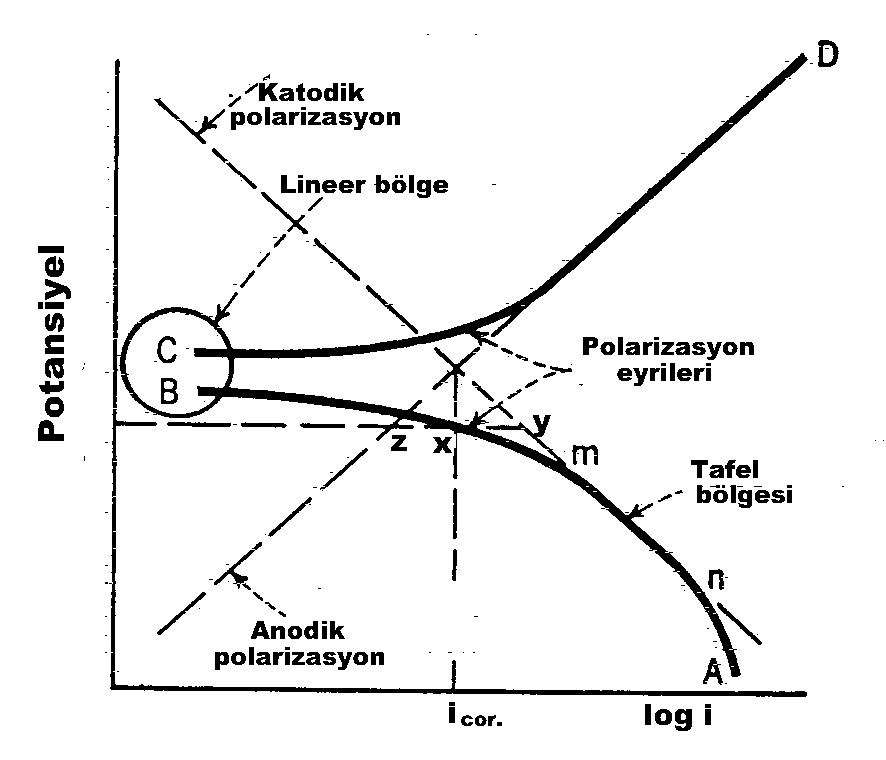 D
Katodik
polarizasyon
Lineer bölge
Potansiyel
C
B
Polarizasyon
eyrileri
y
z
x
m
Tafel
bölgesi
n
Anodik
polarizasyon
A
i cor.
log i